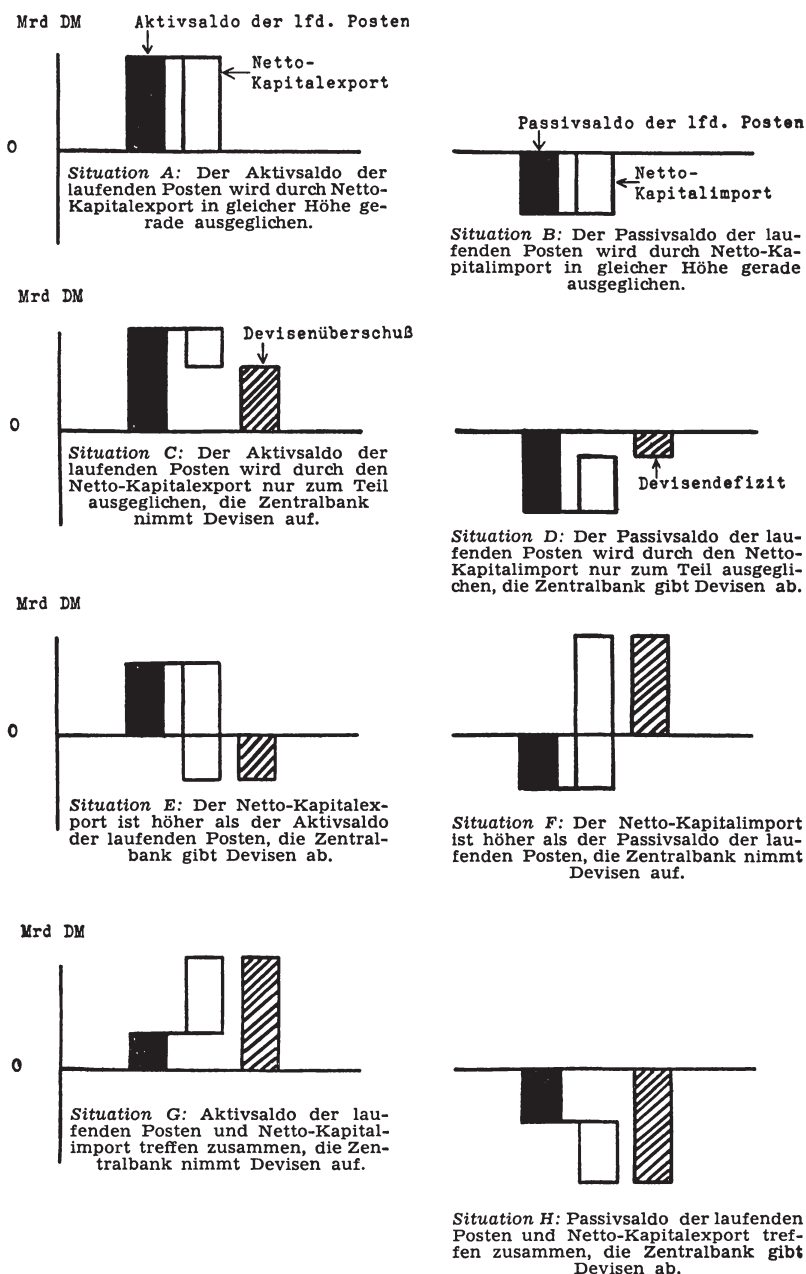 Mrd DM
Aktivsaldo der lfd. Posten
Netto-
Kapitalexport
O
Situation A: Der Aktivsaldo der
laufenden Posten wird durch Netto-
Kapitalexport in gleicher Höhe ge-
rade ausgeglichen.
Passivsaldo der lfd. Posten
Netto-
Kapitalimport
Situation B: Der Passivsaldo der lau-
fenden Posten wird durch Netto-Ka-
pitalimport in gleicher Höhe gerade
ausgeglichen.
Mrd DM
Devisenüberschuß
O
Situation C: Der Aktivsaldo der
laufenden Posten wird durch den
Netto-Kapitalexport nur zum Teil
ausgeglichen, die Zentralbank
nimmt Devisen auf.
Devisendefizit
Situation D: Der Passivsaldo der lau-
fenden Posten wird durch den Netto-
Kapitalimport nur zum Teil ausgegli-
chen, die Zentralbank gibt Devisen ab.
Mrd DM
O
Situation E: Der Netto-Kapitalex-
port ist höher als der Aktivsaldo
der laufenden Posten, die Zentral-
bank gibt Devisen ab.
Situation F: Der Netto-Kapitalimport
ist höher als der Passivsaldo der lau-
fenden Posten, die Zentralbank nimmt
Devisen auf.
Mrd DM
O
Situation G: Aktivsaldo der lau-
fenden Posten und Netto-Kapital-
import treffen zusammen, die Zen-
tralbank nimmt Devisen auf.
Situation H: Passivsaldo der laufenden
Posten und Netto-Kapitalexport tref-
fen zusammen, die Zentralbank gibt
Devisen ab.